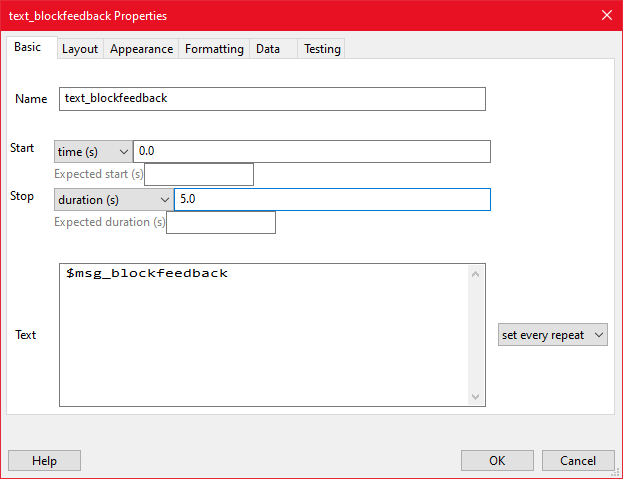 text_blockfeedback Properties
Basic Layout Appearance Formatting Data Testing
Name text_blockfeedback
Start time (s) 0.0
Expected start (s)
Stop duration (s) 5.0
Expected duration (s)
$msg_blockfeedback
Text set every repeat
Help OK Cancel